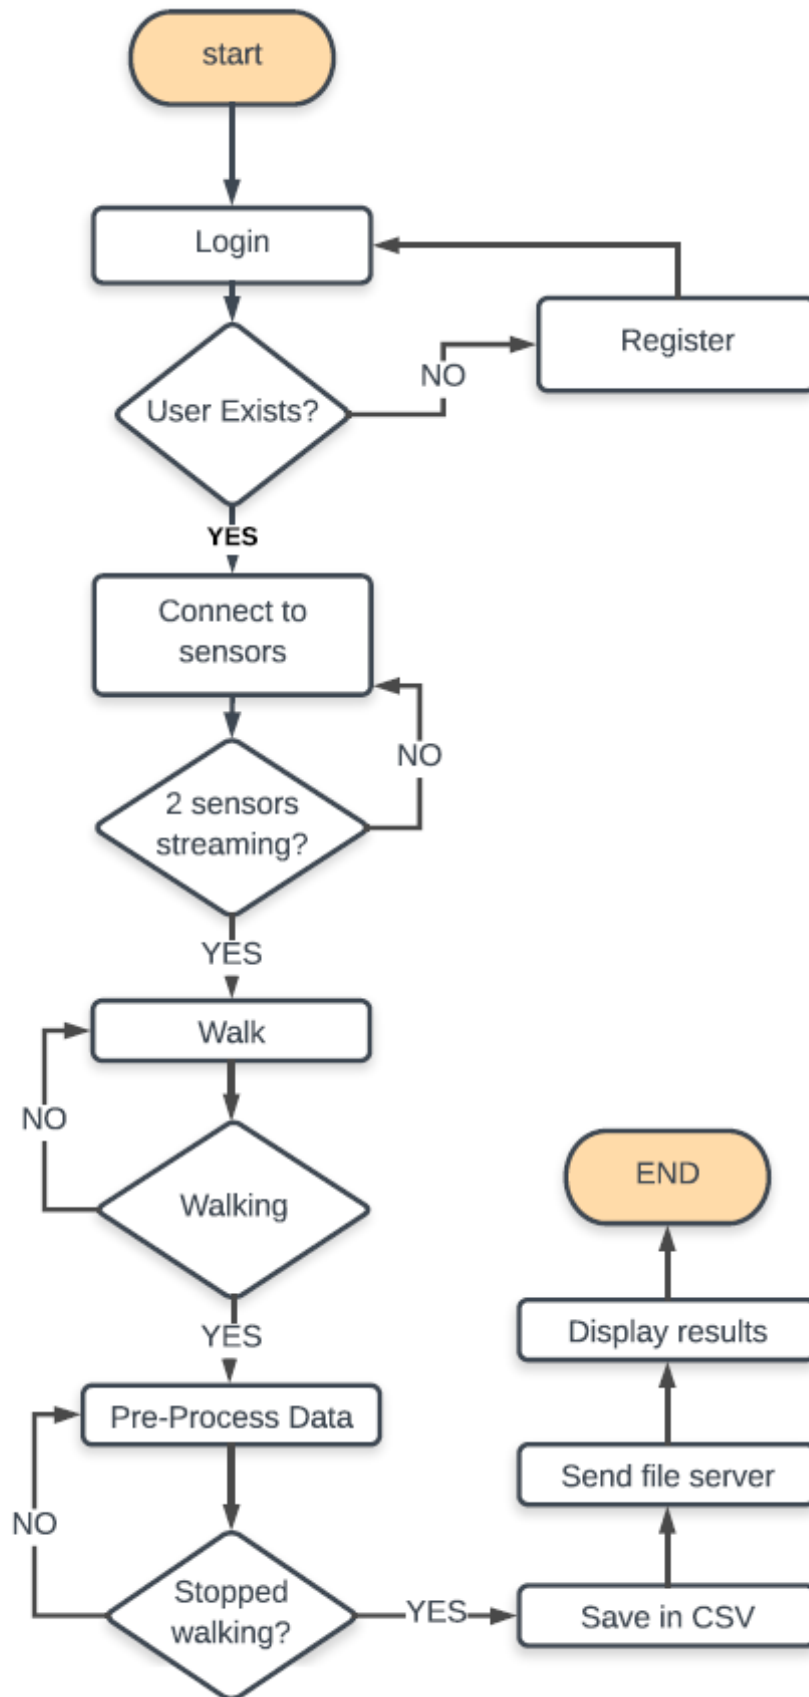 start
Login
Register
NO
User Exists?
YES
Connect to
sensors
NO
2 sensors
streaming?
YES
Walk
NO
Walking
YES
Pre-Process Data
NO
Stopped
walking?
YES
Save in CSV
Send file server
Display results
END